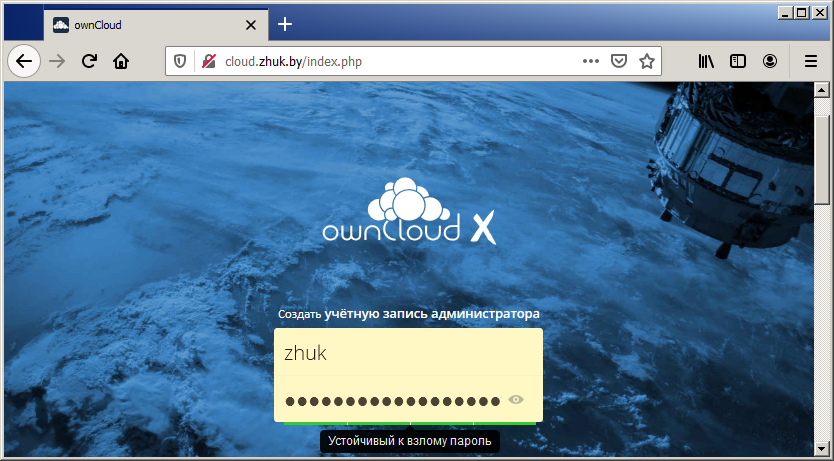 ownCloud
cloud.zhuk.by/index.php
ownCloud X
Создать учётную запись администратора
zhuk
Устойчивый к взлому пароль